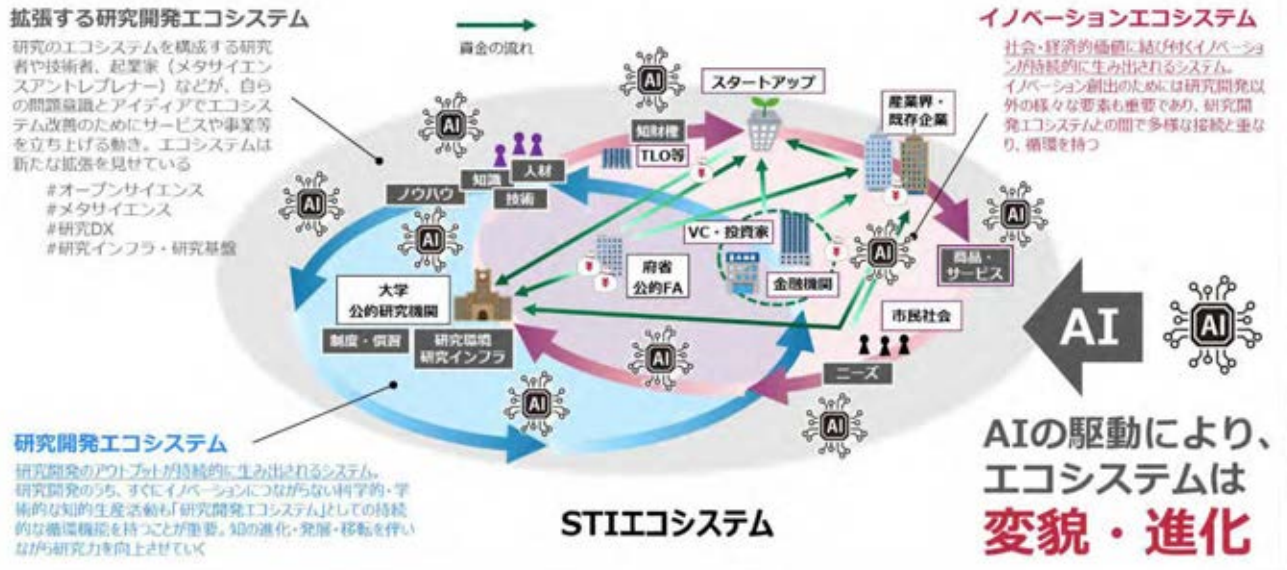 拡張する研究開発エコシステム
研究のエコシステムを構成する研究
者や技術者、起業家（メタサイエン
スアントレプレナー）などが、自ら
の問題意識とアイディアでエコシス
テム改善のためにサービスや事業等
を立ち上げる動き。エコシステムは
新たな拡張を見せている
#オープンサイエンス
#メタサイエンス
#研究DX
#研究インフラ・研究基盤
資金の流れ
イノベーションエコシステム
社会・経済的価値に結び付くイノベーショ
ンが持続的に生み出されるシステム。
イノベーション創出のためには研究開発以
外の様々な要素も重要であり、研究開
発エコシステムとの間で多様な接続と重な
り、循環を持つ
AI
スタートアップ
産業界・
既存企業
AI
知財権
TLO等
人材
知識
技術
ノウハウ
AI
AI
AI
VC・投資家
AI
金融機関
府省
公的FA
商品・
サービス
大学
公的研究機関
制度・慣習
研究環境
研究インフラ
市民社会
AI
AI
AI
ニーズ
AI
AI
研究開発エコシステム
研究開発のアウトプットが持続的に生み出されるシステム。
研究開発のうち、すぐにイノベーションにつながらない科学的・学
術的な知的生産活動も「研究開発エコシステム」としての持続
的な循環機能を持つことが重要。知の進化・発展・移転を伴い
ながら研究力を向上させていく
STIエコシステム
AIの駆動により、
エコシステムは
変貌・進化